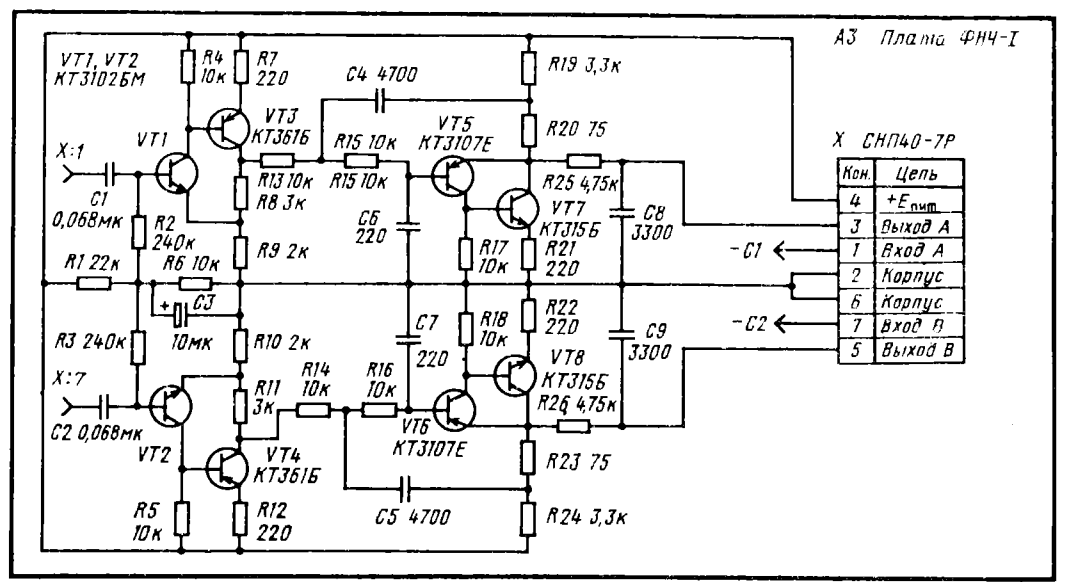 А3 Плата ФНЧ-I
VT1, VT2
КТ3102БМ
R4
10к
R7
220
C4 4700
R19 3,3к
VT3
КТ361Б
VT5
КТ3107Е
R20 75
X:1
VT1
C1
0,068мк
R13 10к
R15 10к
R15 10к
R8 3к
R25 4,75к
VT7
КТ315Б
C8
3300
R2
240к
C6
220
R9 2к
R17
10к
R21
220
R1 22к
R6 10к
+
C3
10мк
R3 240к
R10 2к
C7
220
R18
10к
R22
220
C9
3300
X:7
C2 0,068мк
VT2
R11
3к
R14
10к
R16
10к
VT8
КТ315Б
R26 4,75к
VT4
КТ361Б
VT6
КТ3107Е
R23 75
R5
10к
R12
220
C5 4700
R24 3,3к
X СНП40-7Р
Кон. Цепь
4 +Eпит
3 Выход А
-C1 1 Вход А
2 Корпус
6 Корпус
-C2 7 Вход В
5 Выход В